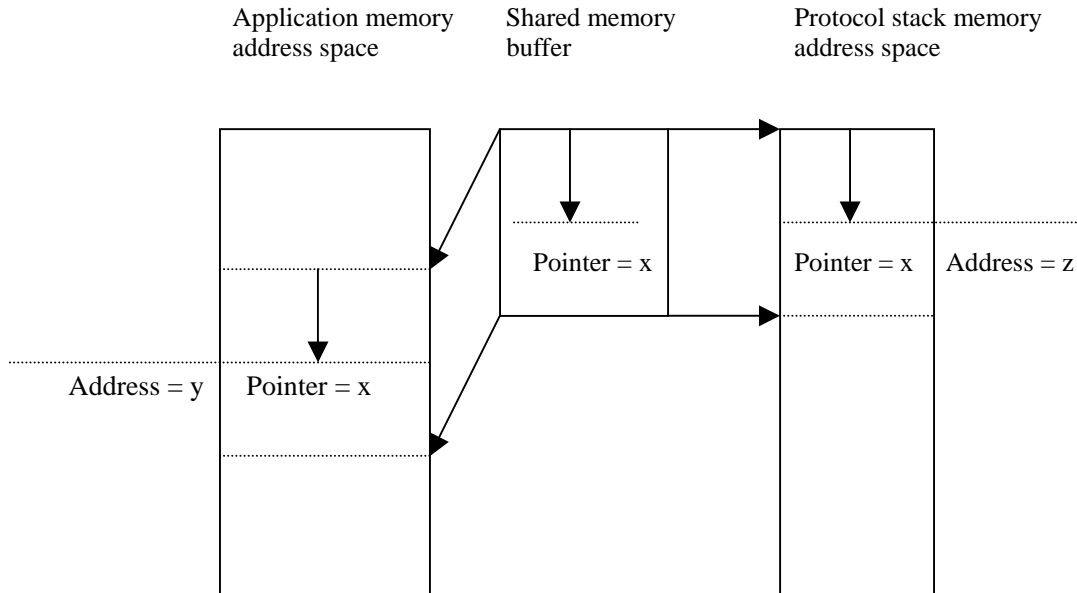 Application memory
address space
Shared memory
buffer
Protocol stack memory
address space
Pointer = x
Pointer = x
Address = z
Address = y
Pointer = x